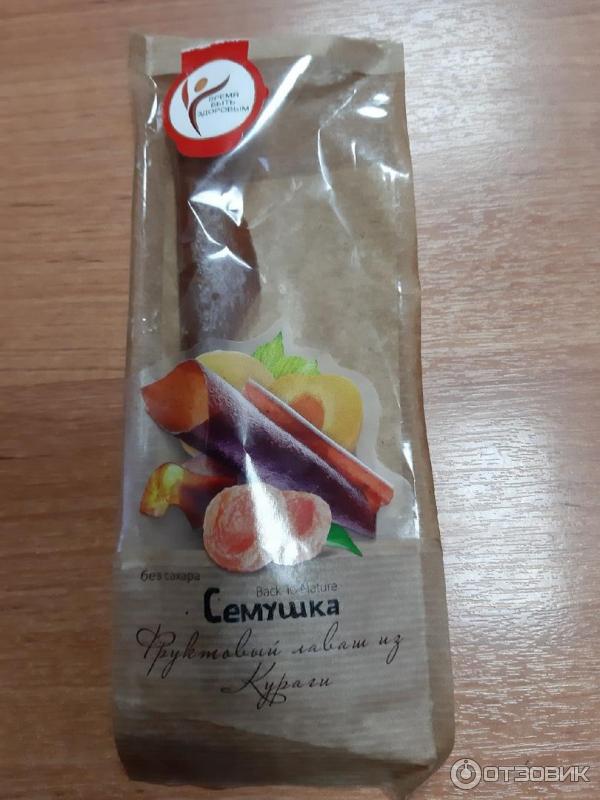 ВРЕМЯ
БЫТЬ
ЗДОРОВЫМ
без сахара
Back to Nature
Семушка
Фруктовый лаваш из
Кураги
ОТЗОВИК